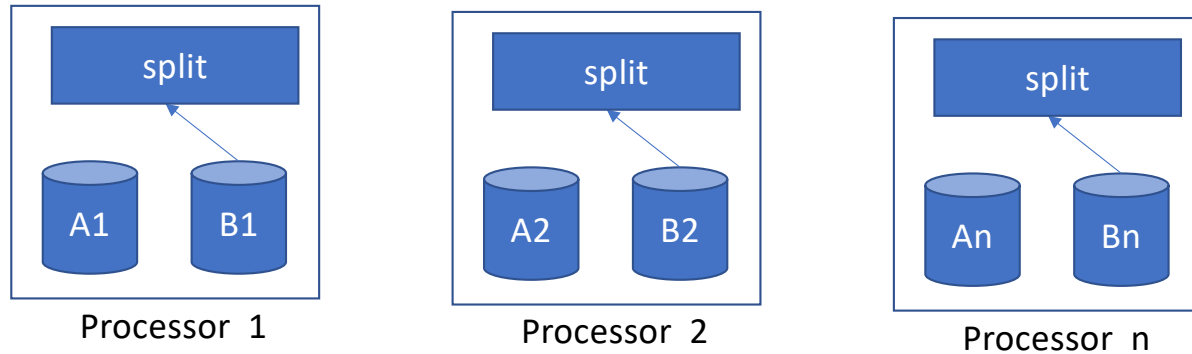 split
A1
B1
Processor 1
split
A2
B2
Processor 2
split
An
Bn
Processor n